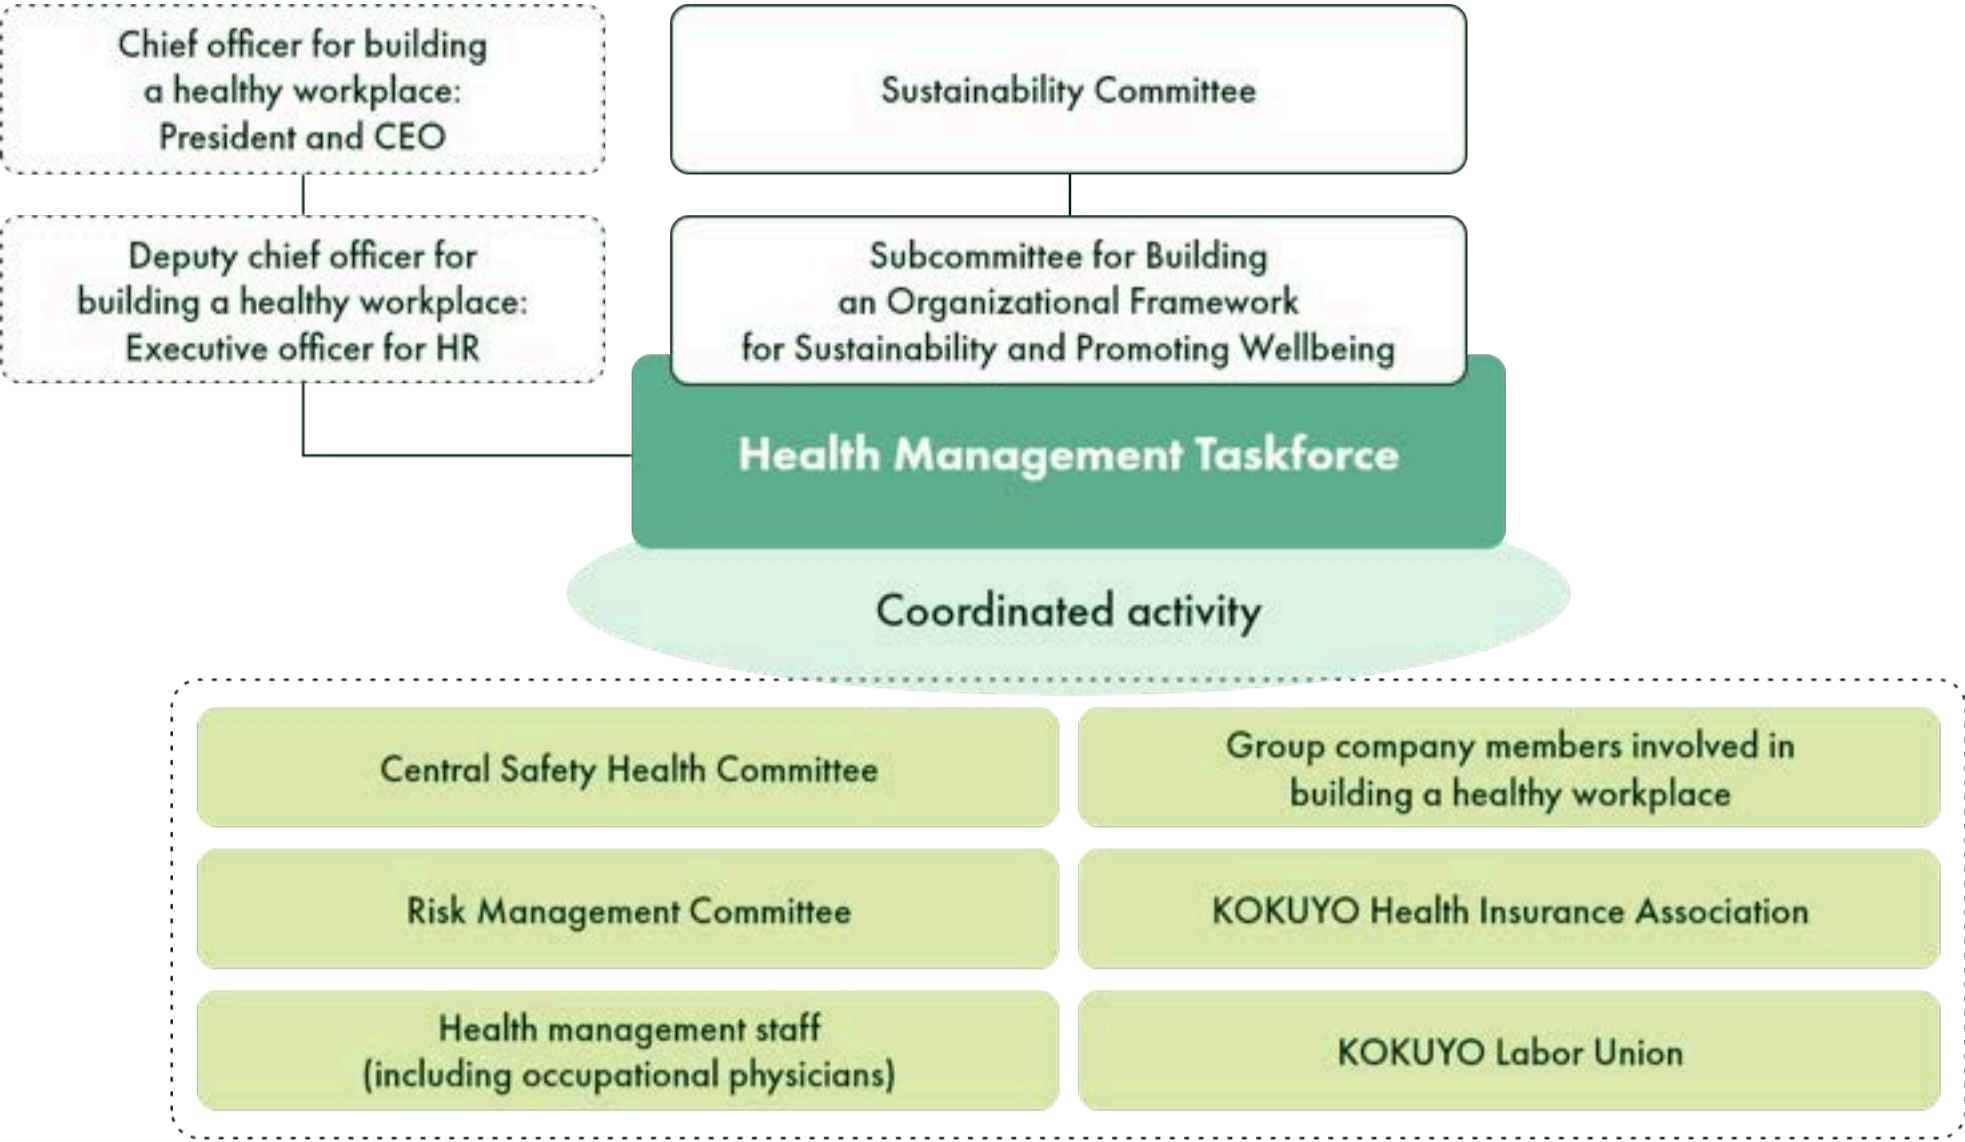 Chief officer for building
a healthy workplace:
President and CEO
Sustainability Committee
Deputy chief officer for
building a healthy workplace:
Executive officer for HR
Subcommittee for Building
an Organizational Framework
for Sustainability and Promoting Wellbeing
Health Management Taskforce
Coordinated activity
Central Safety Health Committee
Group company members involved in
building a healthy workplace
Risk Management Committee
KOKUYO Health Insurance Association
Health management staff
(including occupational physicians)
KOKUYO Labor Union